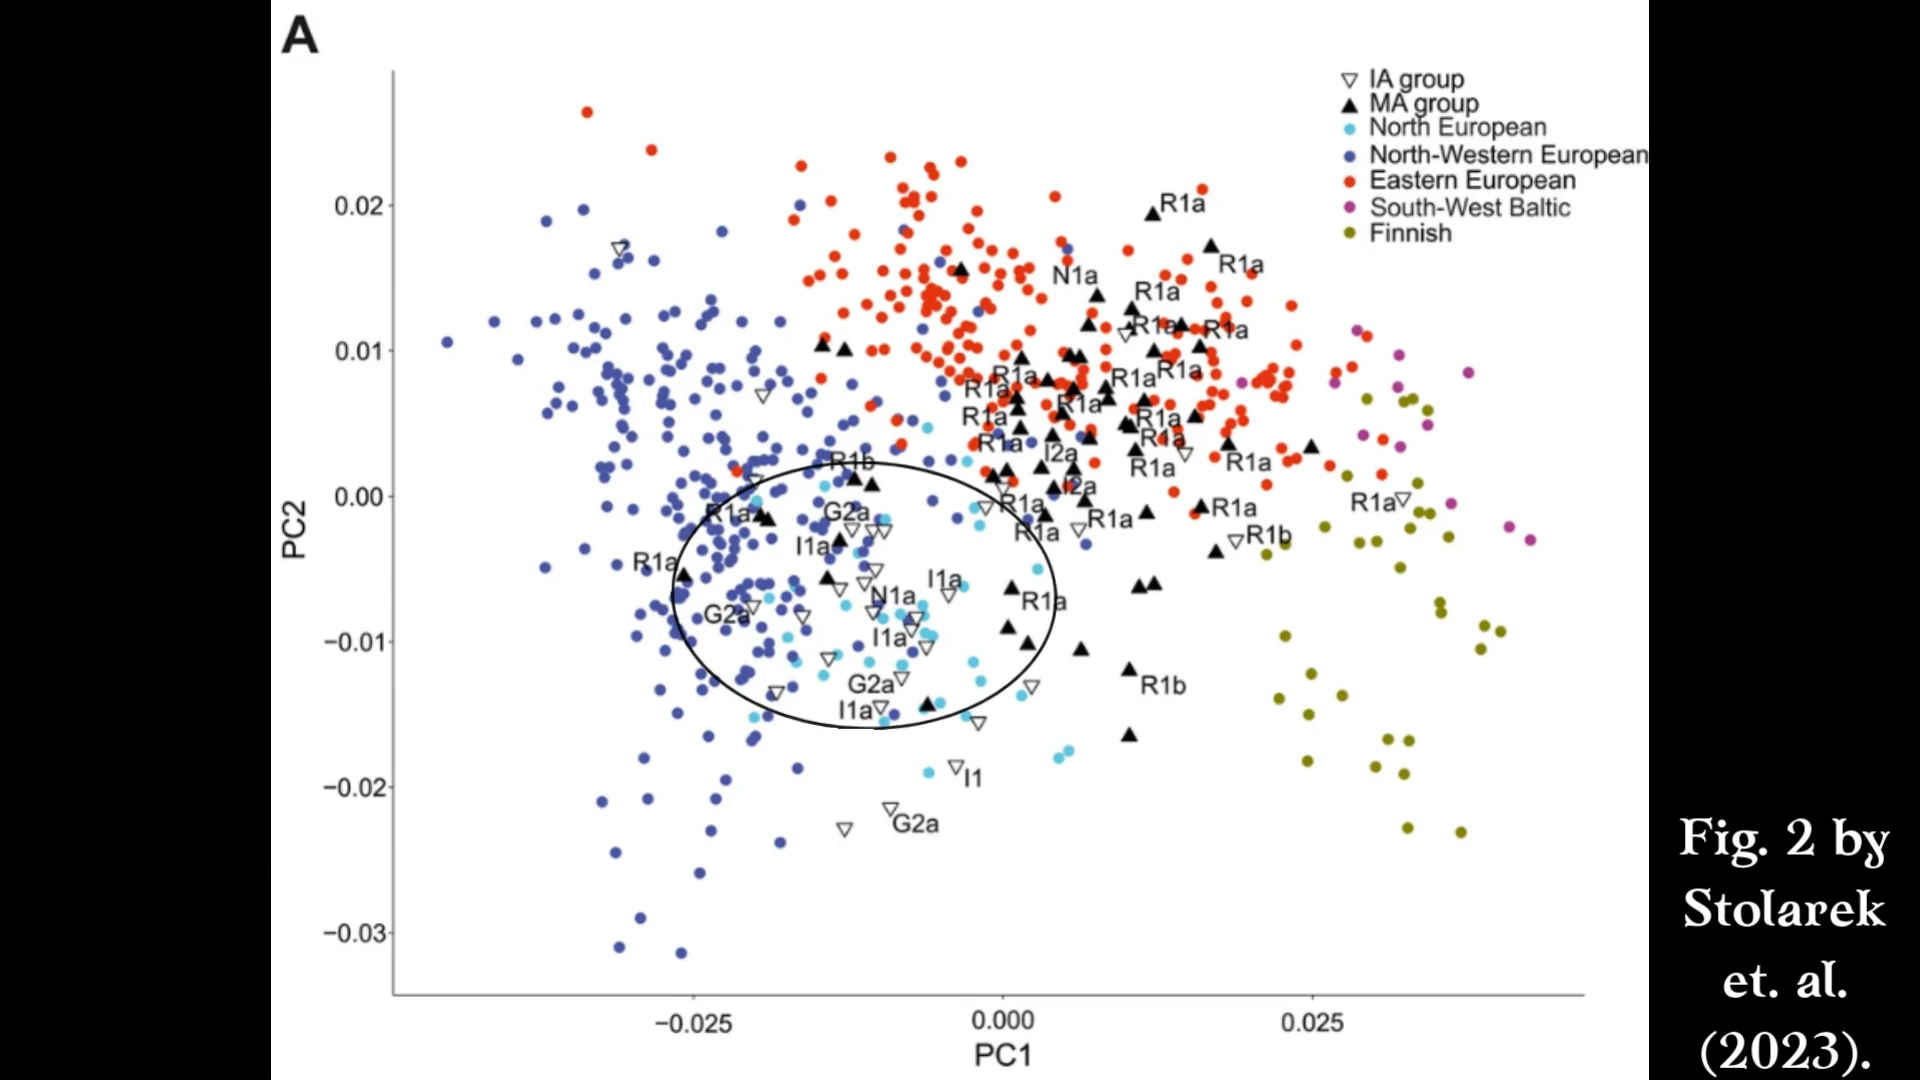 A
IA group
MA group
North European
North-Western European
Eastern European
South-West Baltic
Finnish
0.02
0.01
0.00
−0.01
−0.02
−0.03
PC2
R1a
R1a
N1a
R1a
R1a
R1a
R1a
R1a
R1a
R1a
R1a
R1a
R1a
R1a
R1a
I2a
R1b
R1a
R1a
I2a
G2a
R1a
R1a
R1a
R1a
R1a
R1a
I1a
R1b
R1a
I1a
N1a
R1a
G2a
I1a
G2a
R1b
I1a
I1
G2a
−0.025
0.000
0.025
PC1
Fig. 2 by
Stolarek
et. al.
(2023).